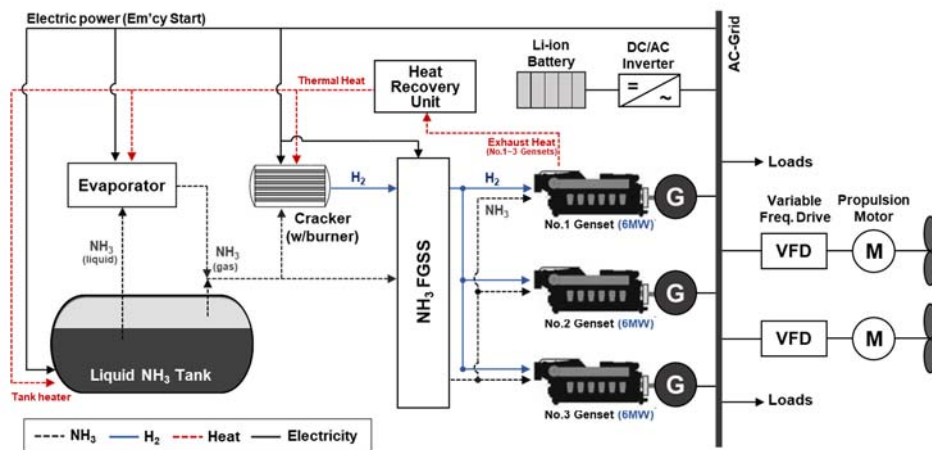 Electric power (Em'cy Start)
Li-ion
Battery
DC/AC
Inverter
AC-Grid
Thermal Heat
Heat
Recovery
Unit
Exhaust Heat
(No.1~3 Gensets)
Loads
Evaporator
H₂
H₂
NH₃
G
Cracker
(w/burner)
No.1 Genset (6MW)
Variable
Freq. Drive
Propulsion
Motor
NH₃
(liquid)
NH₃
(gas)
VFD
M
NH₃ FGSS
G
No.2 Genset (6MW)
VFD
M
Liquid NH₃ Tank
G
Tank heater
No.3 Genset (6MW)
Loads
NH₃
H₂
Heat
Electricity